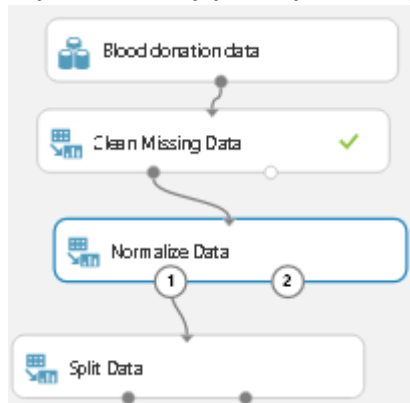 Blood donation data
Clean Missing Data
Normalize Data
1
2
Split Data